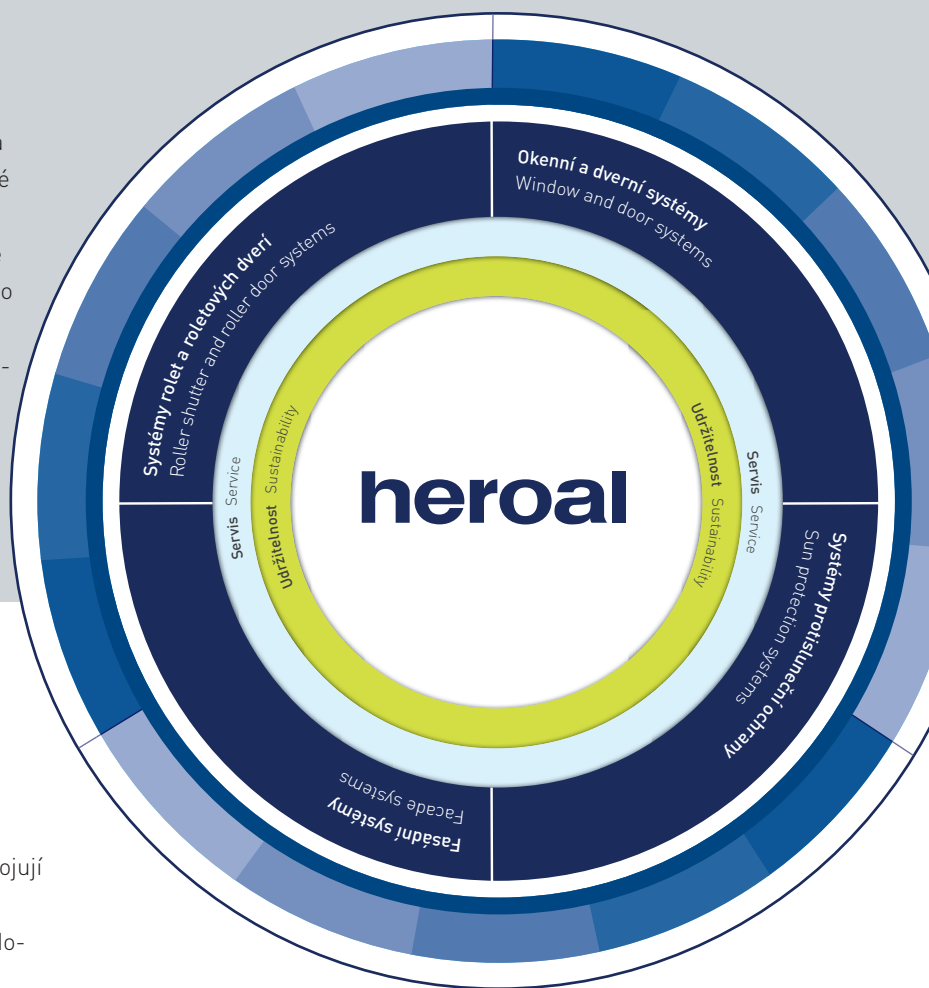 Okenní a dverní systémy
Window and door systems
Systémy rolet a roletových dverí
Roller shutter and roller door systems
Servis Service
Udržitelnost Sustainability
heroal
Udržitelnost Sustainability
Servis Service
Systémy protisluneční ochrany
Sun protection systems
Facade systems
Fasádní systémy